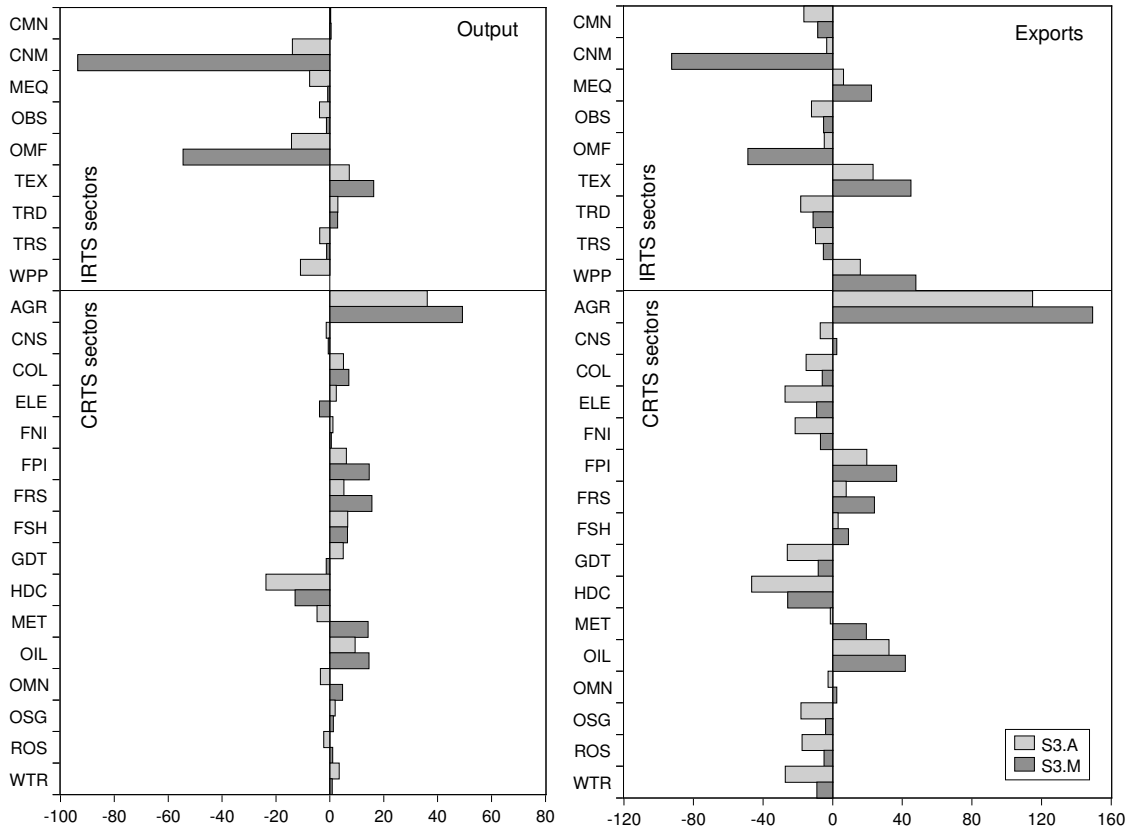 Output
CMN
CNM
MEQ
OBS
OMF
TEX
TRD
TRS
WPP
AGR
CNS
COL
ELE
FNI
FPI
FRS
FSH
GDT
HDC
MET
OIL
OMN
OSG
ROS
WTR
IRTS sectors
CRTS sectors
-100 -80 -60 -40 -20 0 20 40 60 80
Exports
CMN
CNM
MEQ
OBS
OMF
TEX
TRD
TRS
WPP
AGR
CNS
COL
ELE
FNI
FPI
FRS
FSH
GDT
HDC
MET
OIL
OMN
OSG
ROS
WTR
IRTS sectors
CRTS sectors
S3.A
S3.M
-120 -80 -40 0 40 80 120 160